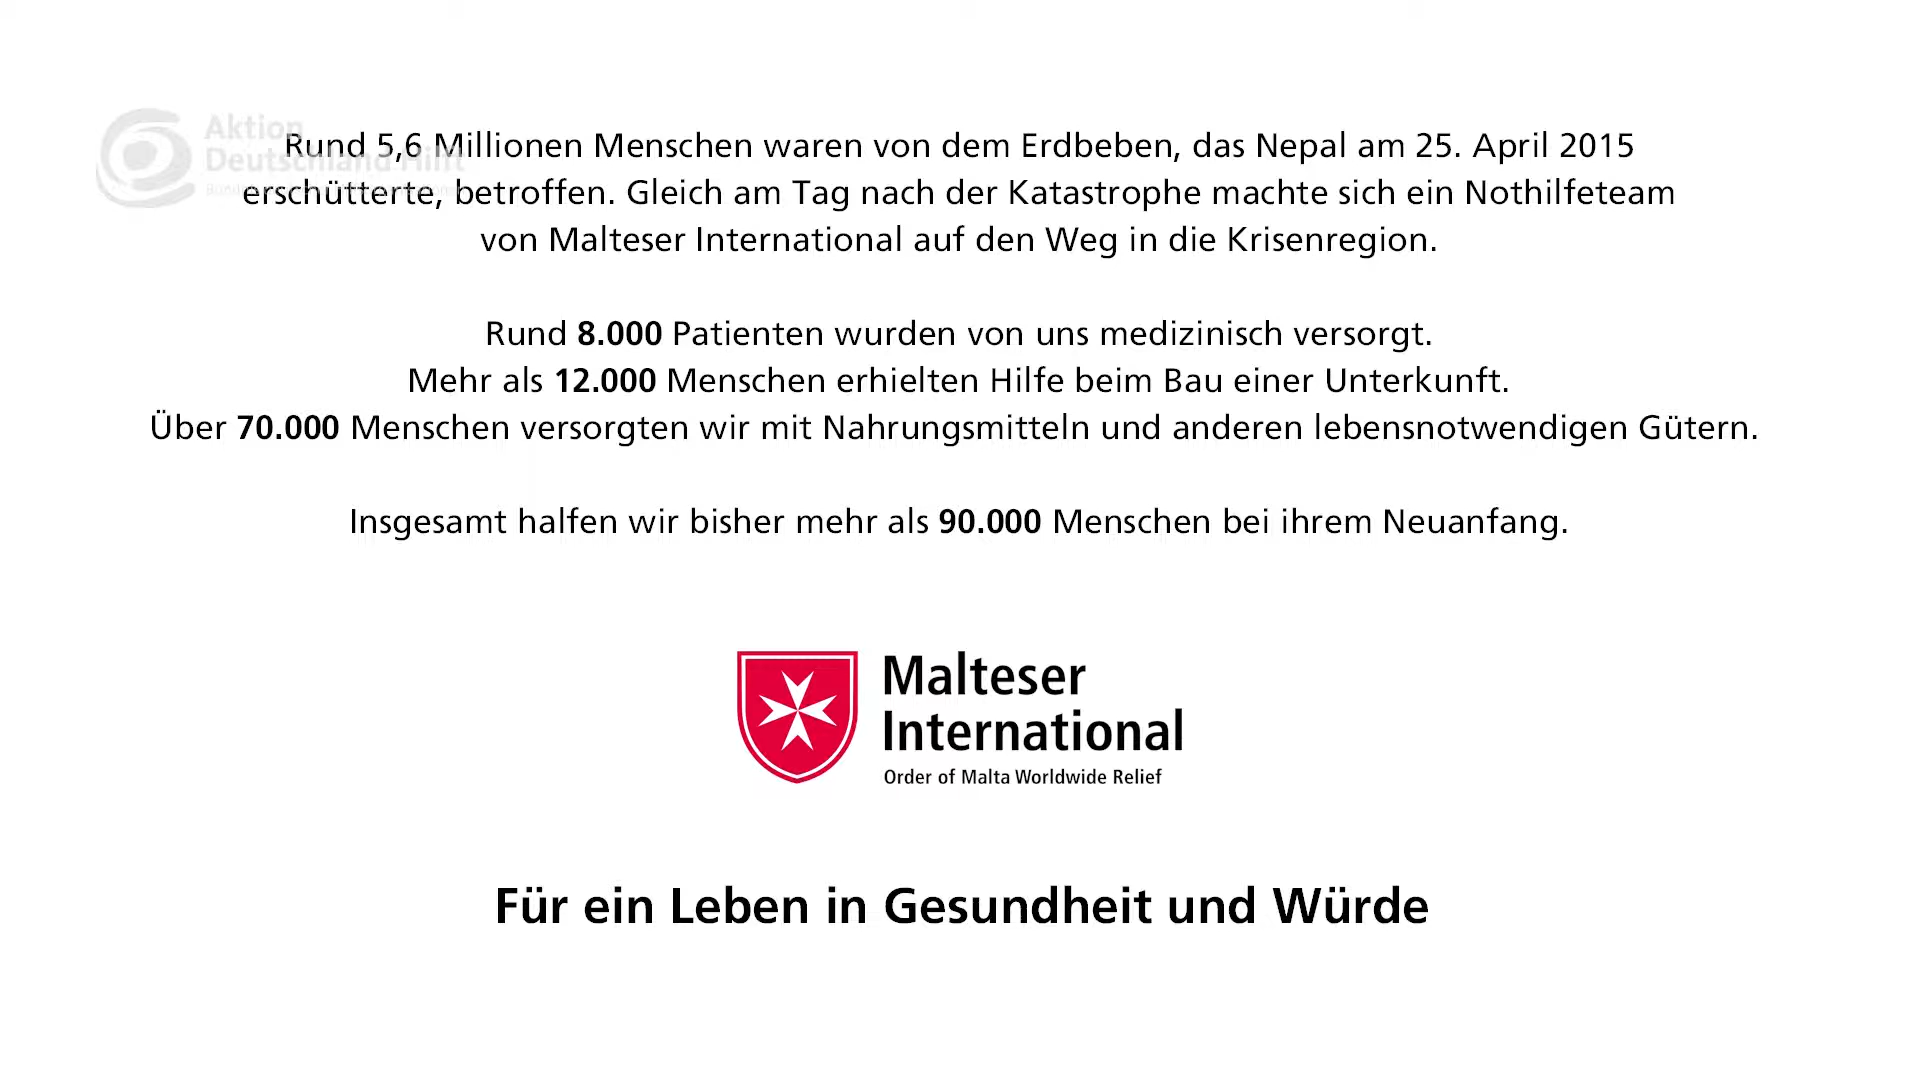 Aktion
Deutschland Hilft
Rund 5,6 Millionen Menschen waren von dem Erdbeben, das Nepal am 25. April 2015
erschütterte, betroffen. Gleich am Tag nach der Katastrophe machte sich ein Nothilfeteam
von Malteser International auf den Weg in die Krisenregion.
Rund 8.000 Patienten wurden von uns medizinisch versorgt.
Mehr als 12.000 Menschen erhielten Hilfe beim Bau einer Unterkunft.
Über 70.000 Menschen versorgten wir mit Nahrungsmitteln und anderen lebensnotwendigen Gütern.
Insgesamt halfen wir bisher mehr als 90.000 Menschen bei ihrem Neuanfang.
Malteser
International
Order of Malta Worldwide Relief
Für ein Leben in Gesundheit und Würde